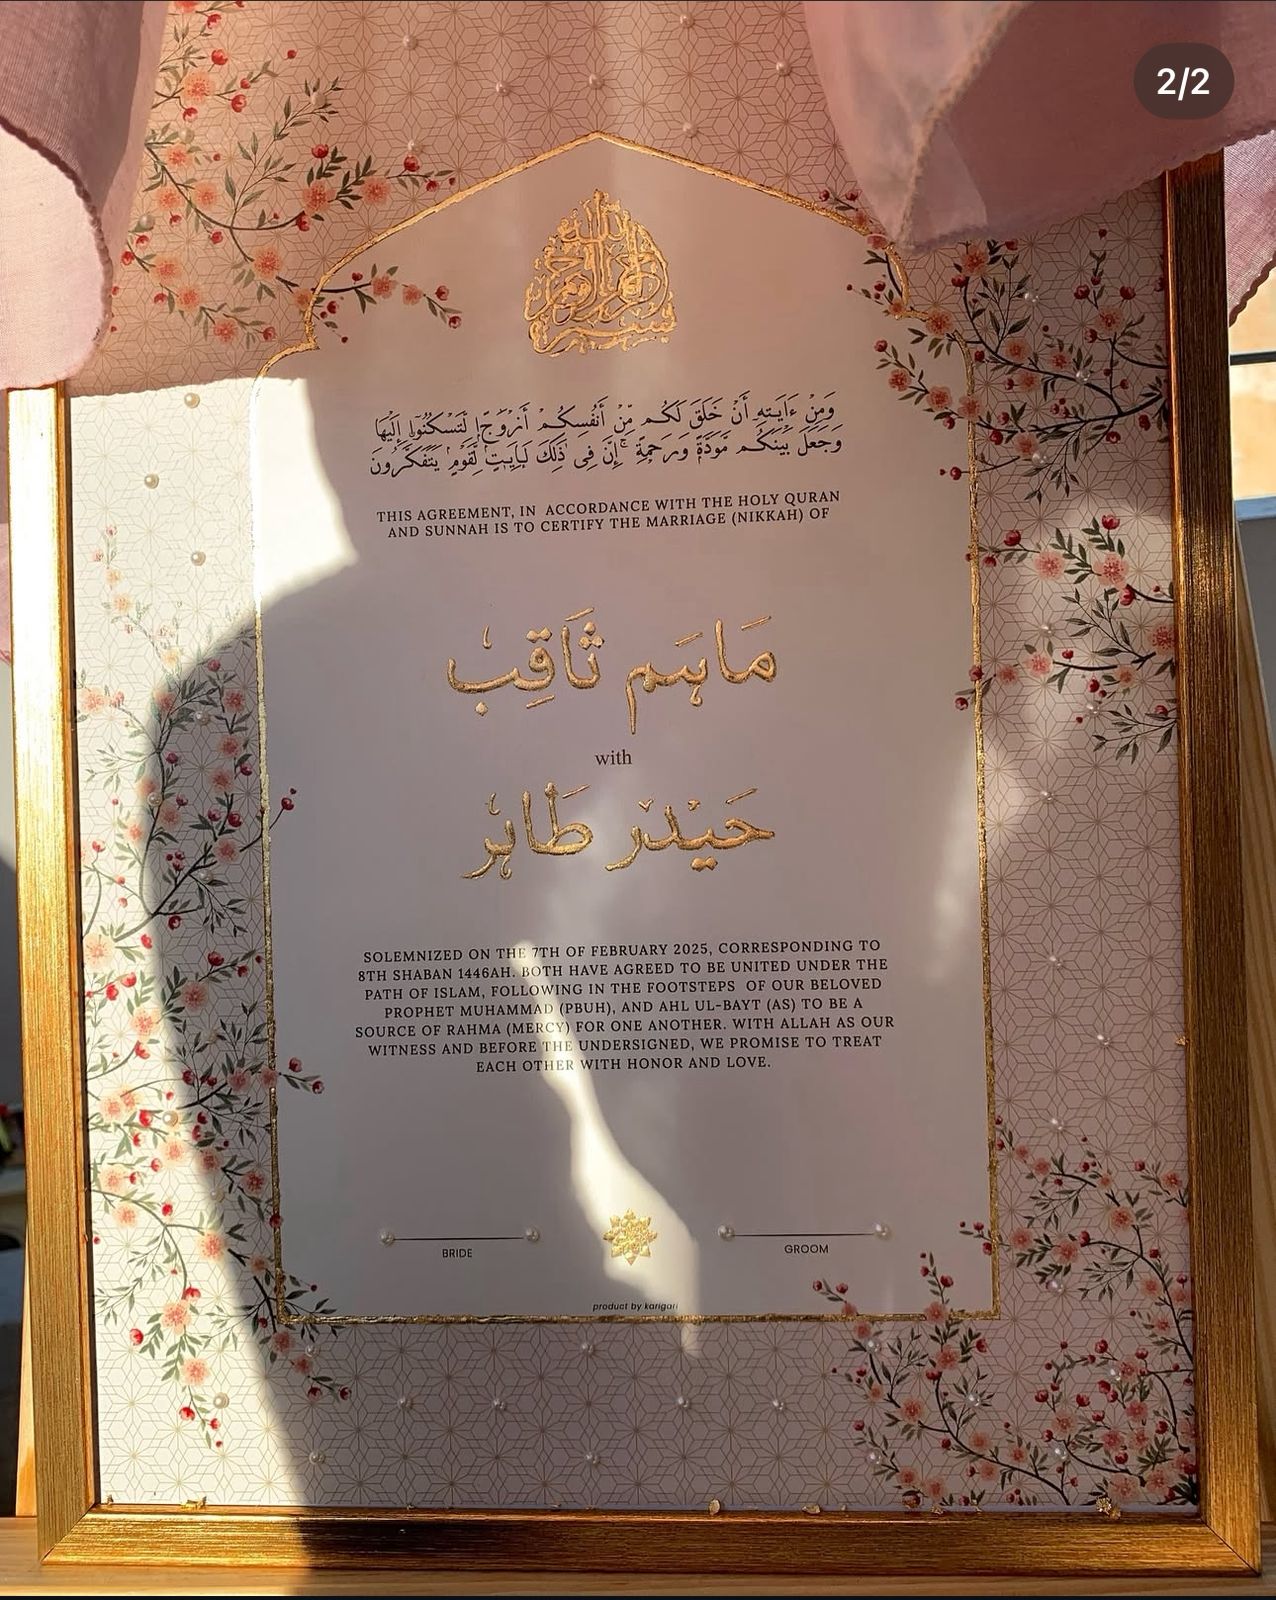 2/2
بسم الله الرحمن الرحيم
وَمِنْ ءَايَـٰتِهِۦٓ أَنْ خَلَقَ لَكُم مِّنْ أَنفُسِكُمْ أَزْوَٰجًا لِّتَسْكُنُوٓا۟ إِلَيْهَا
وَجَعَلَ بَيْنَكُم مَّوَدَّةً وَرَحْمَةً ۚ إِنَّ فِى ذَٰلِكَ لَـَٔايَـٰتٍ لِّقَوْمٍ يَتَفَكَّرُونَ
THIS AGREEMENT, IN ACCORDANCE WITH THE HOLY QURAN
AND SUNNAH IS TO CERTIFY THE MARRIAGE (NIKKAH) OF
مَاہَم ثَاقِب
with
حَیدَر طَاہر
SOLEMNIZED ON THE 7TH OF FEBRUARY 2025, CORRESPONDING TO
8TH SHABAN 1446AH. BOTH HAVE AGREED TO BE UNITED UNDER THE
PATH OF ISLAM, FOLLOWING IN THE FOOTSTEPS OF OUR BELOVED
PROPHET MUHAMMAD (PBUH), AND AHL UL-BAYT (AS) TO BE A
SOURCE OF RAHMA (MERCY) FOR ONE ANOTHER. WITH ALLAH AS OUR
WITNESS AND BEFORE THE UNDERSIGNED, WE PROMISE TO TREAT
EACH OTHER WITH HONOR AND LOVE.
BRIDE
GROOM
product by karigari